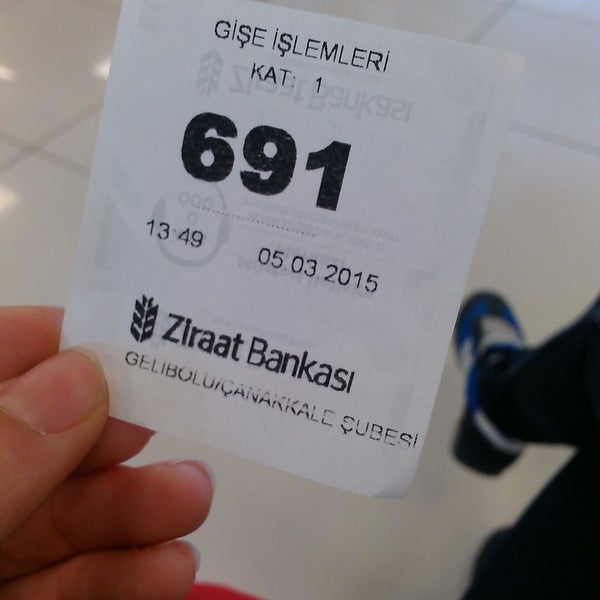 GİŞE İŞLEMLERİ
KAT: 1
691
13:49 05.03.2015
Ziraat Bankası
GELİBOLU/ÇANAKKALE ŞUBESİ